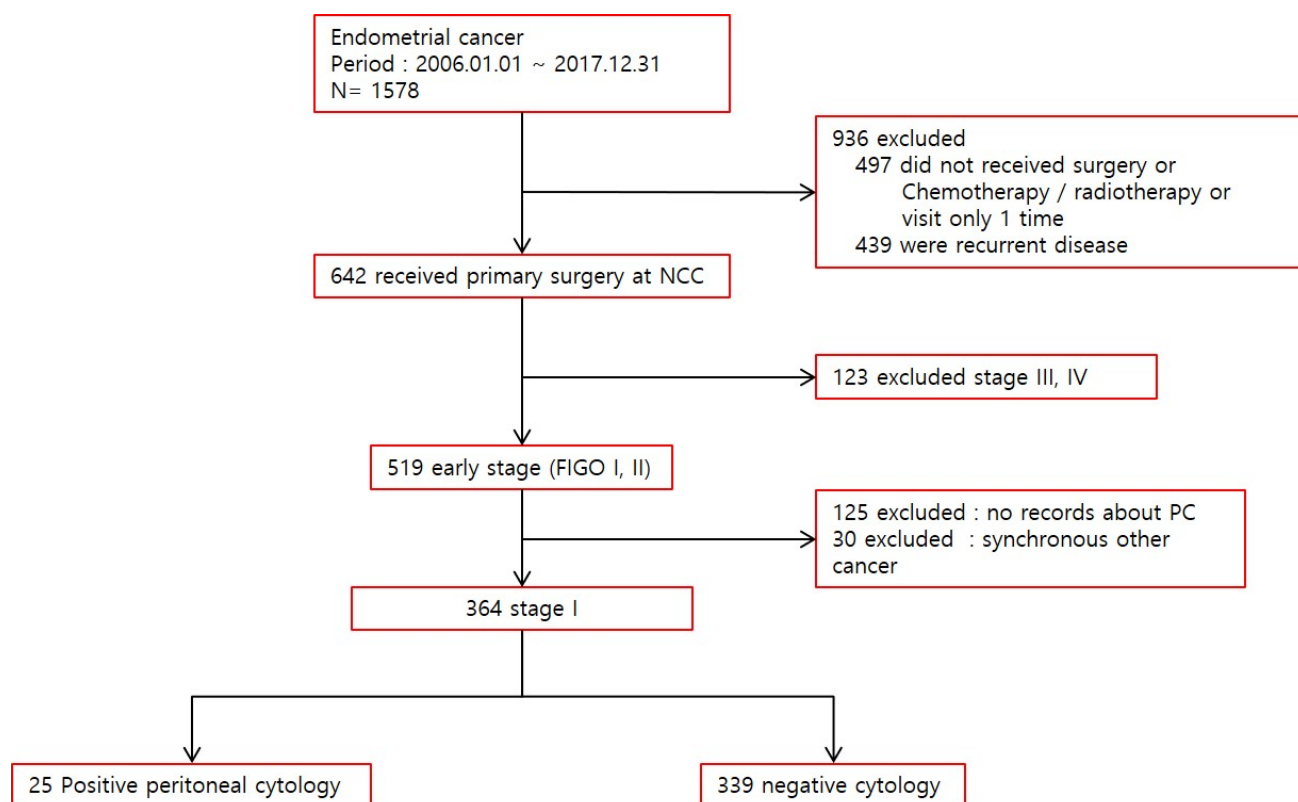 Endometrial cancer
Period : 2006.01.01 ~ 2017.12.31
N= 1578
936 excluded
497 did not received surgery or
Chemotherapy / radiotherapy or
visit only 1 time
439 were recurrent disease
642 received primary surgery at NCC
123 excluded stage III, IV
519 early stage (FIGO I, II)
125 excluded : no records about PC
30 excluded : synchronous other
cancer
364 stage I
25 Positive peritoneal cytology
339 negative cytology